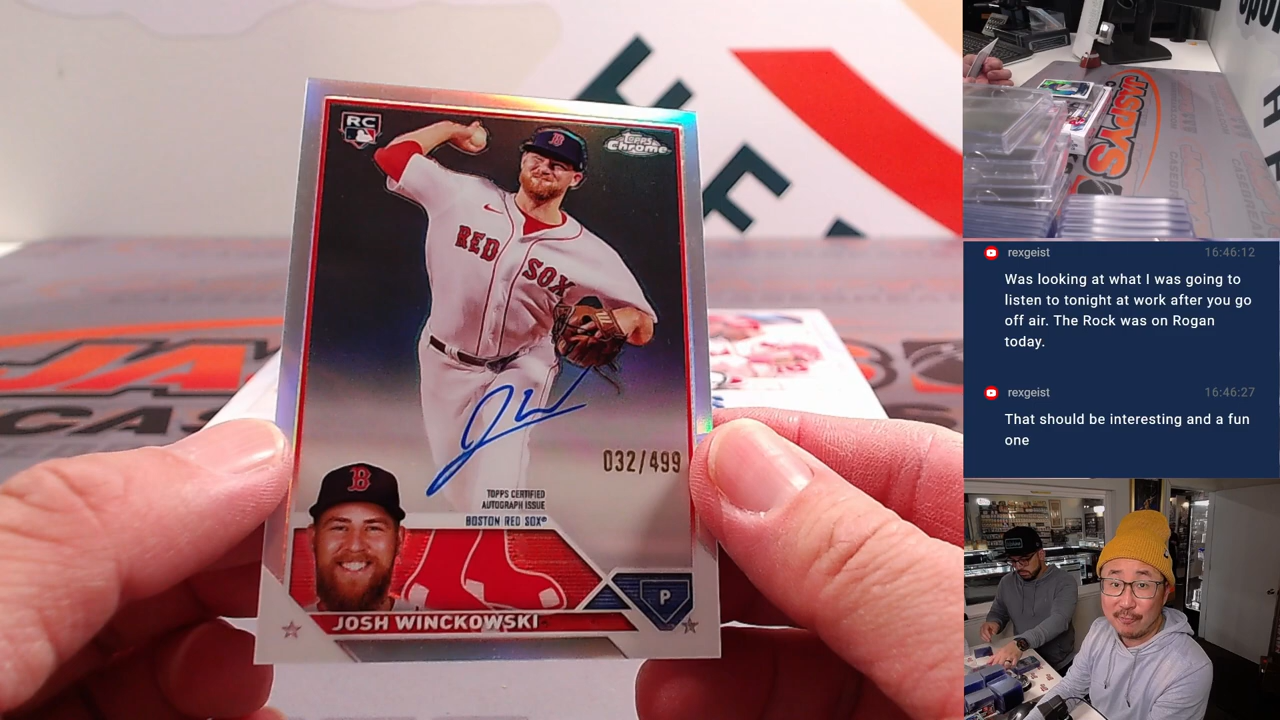 RC
TOPPS
Chrome
B
RED SOX
032/499
TOPPS CERTIFIED
AUTOGRAPH ISSUE
BOSTON RED SOX®
B
P
JOSH WINCKOWSKI
JASPYS
rexgeist 16:46:12
Was looking at what I was going to
listen to tonight at work after you go
off air. The Rock was on Rogan
today.
rexgeist 16:46:27
That should be interesting and a fun
one